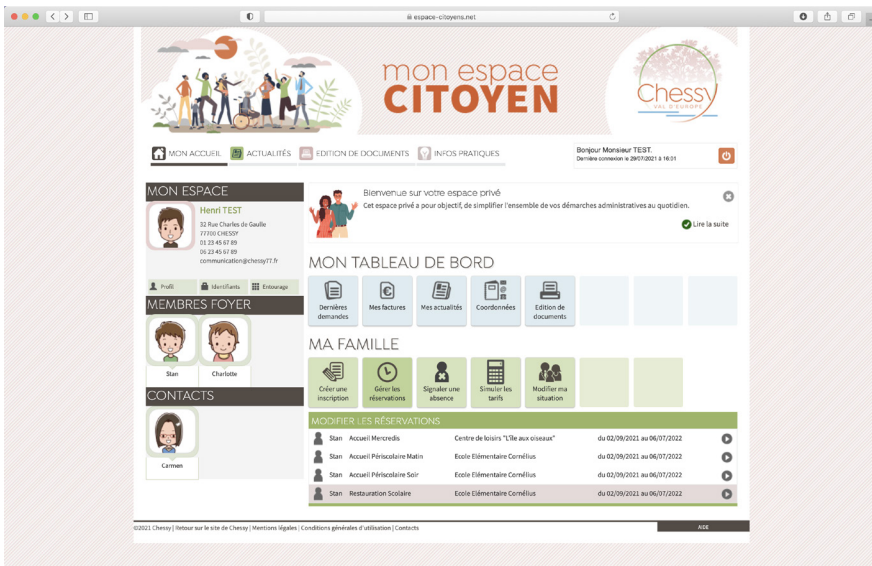 espace-citoyens.net
mon espace
CITOYEN
Chessy
VAL D'EUROPE
MON ACCUEIL
ACTUALITÉS
EDITION DE DOCUMENTS
INFOS PRATIQUES
Bonjour Monsieur TEST.
Dernière connexion le 29/07/2021 à 16:01
MON ESPACE
Henri TEST
32 Rue Charles de Gaulle
77700 CHESSY
01 23 45 67 89
06 23 45 67 89
communication@chessy77.fr
Profil
Identifiants
Entourage
MEMBRES FOYER
Stan
Charlotte
CONTACTS
Carmen
Bienvenue sur votre espace privé
Cet espace privé a pour objectif, de simplifier l'ensemble de vos démarches administratives au quotidien.
Lire la suite
MON TABLEAU DE BORD
Dernières
demandes
Mes factures
Mes actualités
Coordonnées
Edition de
documents
MA FAMILLE
Créer une
inscription
Gérer les
réservations
Signaler une
absence
Simuler les
tarifs
Modifier ma
situation
MODIFIER LES RÉSERVATIONS
Stan Accueil Mercredis Centre de loisirs "L'île aux oiseaux" du 02/09/2021 au 06/07/2022
Stan Accueil Périscolaire Matin Ecole Elémentaire Cornélius du 02/09/2021 au 06/07/2022
Stan Accueil Périscolaire Soir Ecole Elémentaire Cornélius du 02/09/2021 au 06/07/2022
Stan Restauration Scolaire Ecole Elémentaire Cornélius du 02/09/2021 au 06/07/2022
©2021 Chessy | Retour sur le site de Chessy | Mentions légales | Conditions générales d'utilisation | Contacts
AIDE